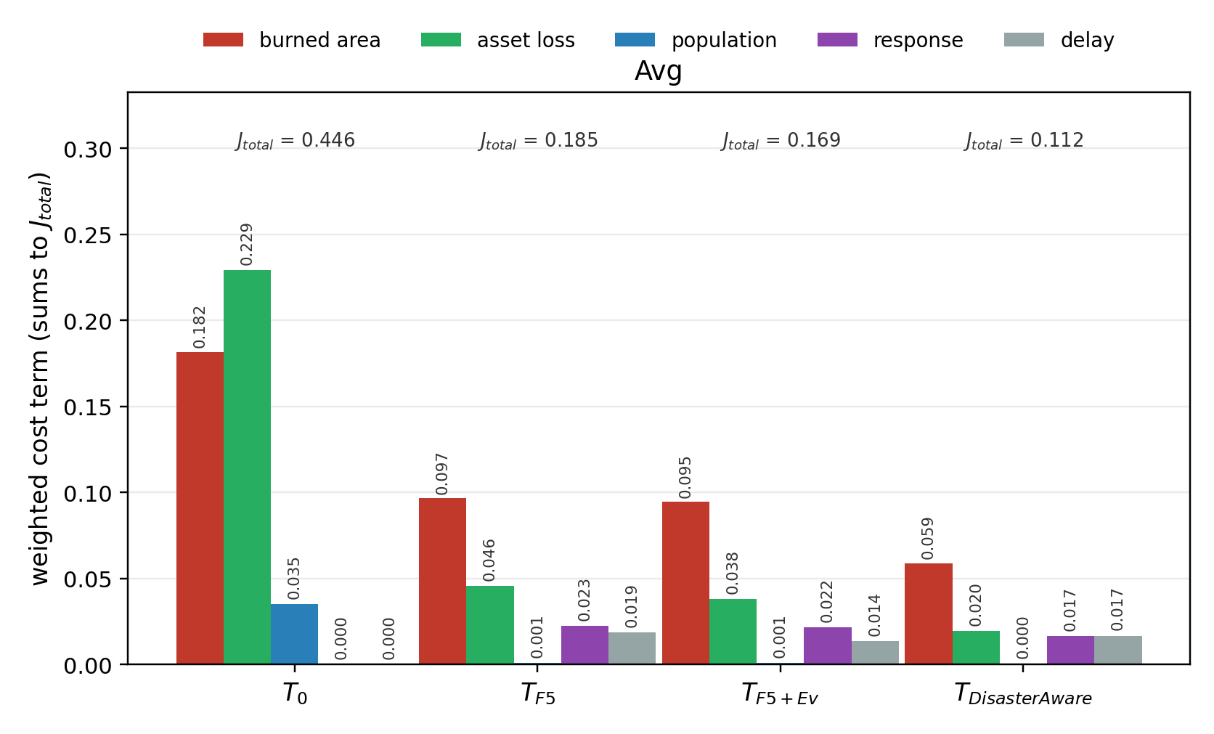 burned area asset loss population response delay
Avg
J_total = 0.446 J_total = 0.185 J_total = 0.169 J_total = 0.112
weighted cost term (sums to J_total)
0.30
0.25
0.20
0.15
0.10
0.05
0.00
0.182 0.229 0.035 0.000 0.000
0.097 0.046 0.001 0.023 0.019
0.095 0.038 0.001 0.022 0.014
0.059 0.020 0.000 0.017 0.017
T_0 T_F5 T_F5+Ev T_DisasterAware